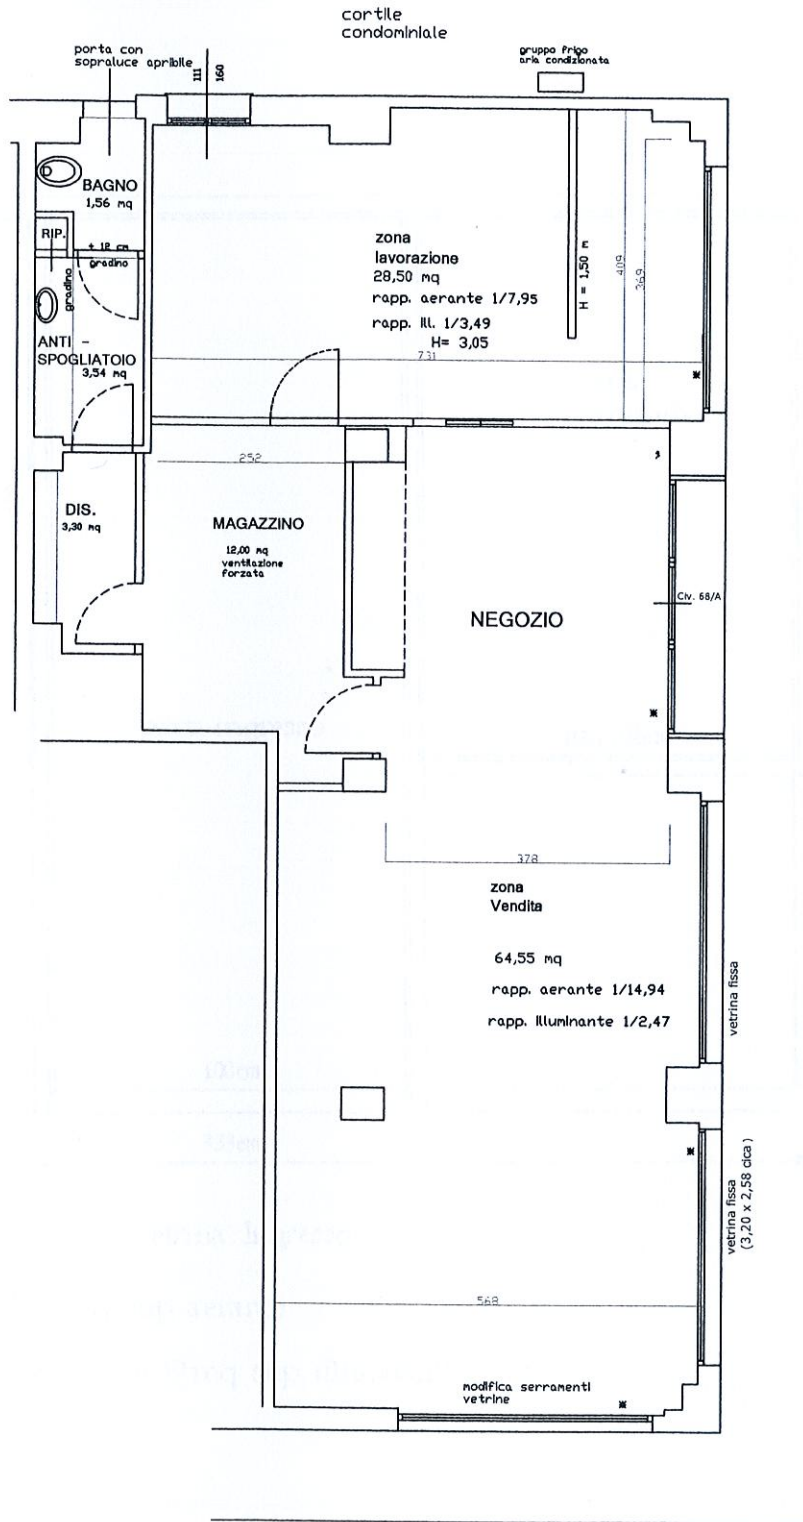 cortile
condominiale
porta con
sopraluce apribile
111
160
gruppo frigo
aria condizionata
BAGNO
1,56 mq
RIP.
+ 12 cm
gradino
gradino
ANTI -
SPOGLIATOIO
3,54 mq
zona
lavorazione
28,50 mq
rapp. aerante 1/7,95
rapp. ill. 1/3,49
H= 3,05
731
H = 1,50 m
409
369
252
DIS.
3,30 mq
MAGAZZINO
12,00 mq
ventilazione
forzata
NEGOZIO
Civ. 68/A
378
zona
Vendita
64,55 mq
rapp. aerante 1/14,94
rapp. illuminante 1/2,47
vetrina fissa
vetrina fissa
(3,20 x 2,58 cica )
568
modifica serramenti
vetrine